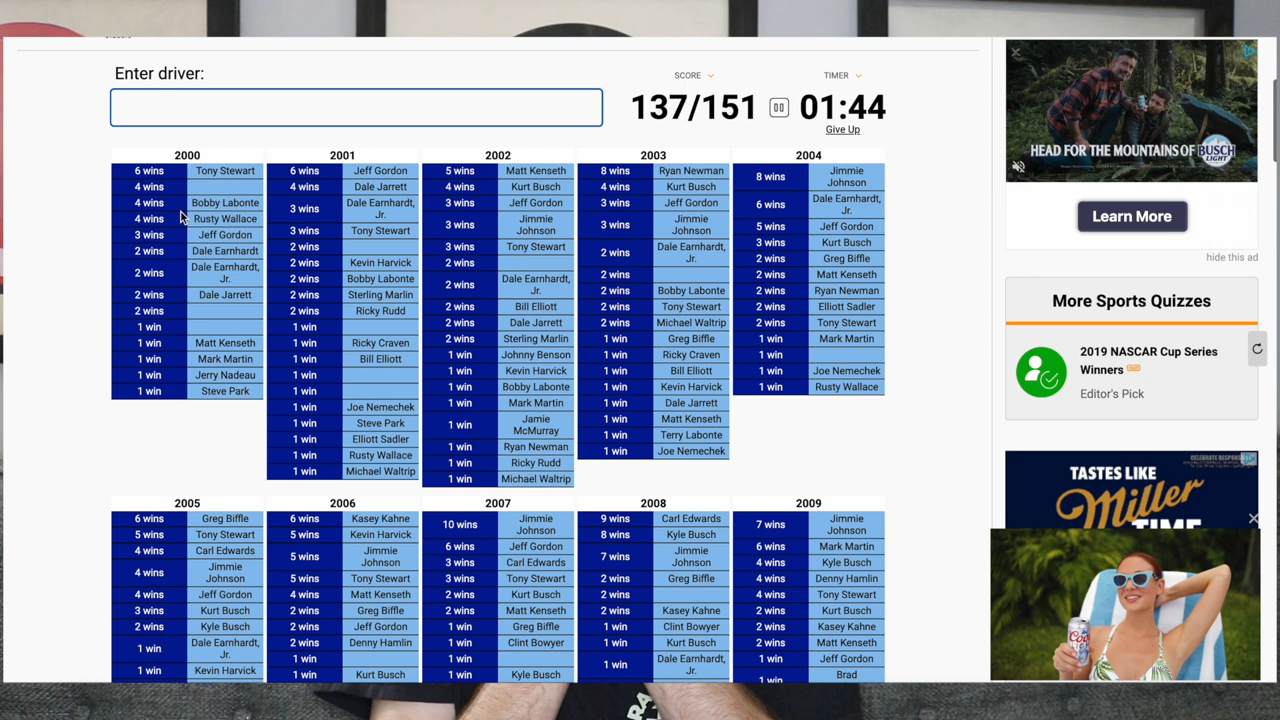 Enter driver:
SCORE
TIMER
137/151
01:44
Give Up
2000
6 wins Tony Stewart
4 wins
4 wins Bobby Labonte
4 wins Rusty Wallace
3 wins Jeff Gordon
2 wins Dale Earnhardt
2 wins Dale Earnhardt, Jr.
2 wins Dale Jarrett
2 wins
1 win
1 win Matt Kenseth
1 win Mark Martin
1 win Jerry Nadeau
1 win Steve Park
2001
6 wins Jeff Gordon
4 wins Dale Jarrett
3 wins Dale Earnhardt, Jr.
3 wins Tony Stewart
2 wins
2 wins Kevin Harvick
2 wins Bobby Labonte
2 wins Sterling Marlin
2 wins Ricky Rudd
1 win
1 win Ricky Craven
1 win Bill Elliott
1 win
1 win
1 win Joe Nemechek
1 win Steve Park
1 win Elliott Sadler
1 win Rusty Wallace
1 win Michael Waltrip
2002
5 wins Matt Kenseth
4 wins Kurt Busch
3 wins Jeff Gordon
3 wins Jimmie Johnson
3 wins Tony Stewart
2 wins
2 wins Dale Earnhardt, Jr.
2 wins Bill Elliott
2 wins Dale Jarrett
2 wins Sterling Marlin
1 win Johnny Benson
1 win Kevin Harvick
1 win Bobby Labonte
1 win Mark Martin
1 win Jamie McMurray
1 win Ryan Newman
1 win Ricky Rudd
1 win Michael Waltrip
2003
8 wins Ryan Newman
4 wins Kurt Busch
3 wins Jeff Gordon
3 wins Jimmie Johnson
2 wins Dale Earnhardt, Jr.
2 wins
2 wins Bobby Labonte
2 wins Tony Stewart
2 wins Michael Waltrip
1 win Greg Biffle
1 win Ricky Craven
1 win Bill Elliott
1 win Kevin Harvick
1 win Dale Jarrett
1 win Matt Kenseth
1 win Terry Labonte
1 win Joe Nemechek
2004
8 wins Jimmie Johnson
6 wins Dale Earnhardt, Jr.
5 wins Jeff Gordon
3 wins Kurt Busch
2 wins Greg Biffle
2 wins Matt Kenseth
2 wins Ryan Newman
2 wins Elliott Sadler
2 wins Tony Stewart
1 win Mark Martin
1 win
1 win Joe Nemechek
1 win Rusty Wallace
2005
6 wins Greg Biffle
5 wins Tony Stewart
4 wins Carl Edwards
4 wins Jimmie Johnson
4 wins Jeff Gordon
3 wins Kurt Busch
2 wins Kyle Busch
1 win Dale Earnhardt, Jr.
1 win Kevin Harvick
2006
6 wins Kasey Kahne
5 wins Kevin Harvick
5 wins Jimmie Johnson
5 wins Tony Stewart
4 wins Matt Kenseth
2 wins Greg Biffle
2 wins Jeff Gordon
2 wins Denny Hamlin
1 win
1 win Kurt Busch
2007
10 wins Jimmie Johnson
6 wins Jeff Gordon
3 wins Carl Edwards
3 wins Tony Stewart
2 wins Kurt Busch
2 wins Matt Kenseth
1 win Greg Biffle
1 win Clint Bowyer
1 win
1 win Kyle Busch
2008
9 wins Carl Edwards
8 wins Kyle Busch
7 wins Jimmie Johnson
2 wins Greg Biffle
2 wins
2 wins Kasey Kahne
1 win Clint Bowyer
1 win Kurt Busch
1 win Dale Earnhardt, Jr.
2009
7 wins Jimmie Johnson
6 wins Mark Martin
4 wins Kyle Busch
4 wins Denny Hamlin
4 wins Tony Stewart
2 wins Kurt Busch
2 wins Kasey Kahne
2 wins Matt Kenseth
1 win Jeff Gordon
1 win Brad
HEAD FOR THE MOUNTAINS OF BUSCH LIGHT
Learn More
hide this ad
More Sports Quizzes
2019 NASCAR Cup Series
Winners
Editor's Pick
CELEBRATE RESPONSIBLY
TASTES LIKE
Miller
TIME
Coors
RA